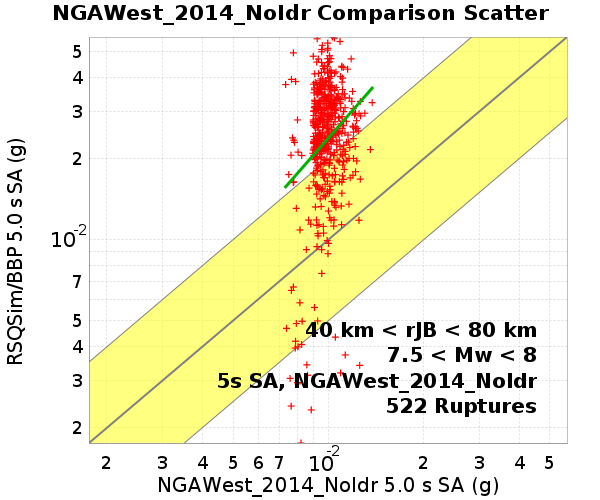 NGAWest_2014_NoIdr Comparison Scatter
RSQSim/BBP 5.0 s SA (g)
5
4
3
2
10-2
7
5
4
3
2
40 km < rJB < 80 km
7.5 < Mw < 8
5s SA, NGAWest_2014_NoIdr
522 Ruptures
2 3 4 5 6 7 10-2 2 3 4 5
NGAWest_2014_NoIdr 5.0 s SA (g)